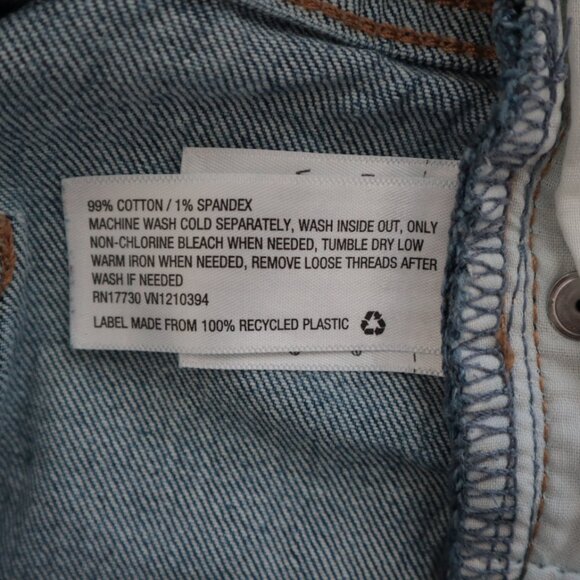 99% COTTON / 1% SPANDEX
MACHINE WASH COLD SEPARATELY, WASH INSIDE OUT, ONLY
NON-CHLORINE BLEACH WHEN NEEDED, TUMBLE DRY LOW
WARM IRON WHEN NEEDED, REMOVE LOOSE THREADS AFTER
WASH IF NEEDED
RN17730 VN1210394
LABEL MADE FROM 100% RECYCLED PLASTIC